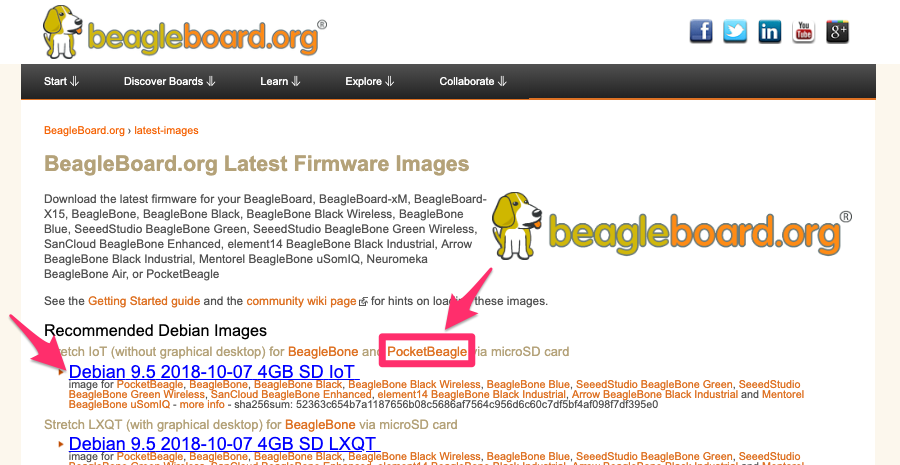 beagleboard.org®
Start ⇓ Discover Boards ⇓ Learn ⇓ Explore ⇓ Collaborate ⇓
BeagleBoard.org › latest-images
BeagleBoard.org Latest Firmware Images
Download the latest firmware for your BeagleBoard, BeagleBoard-xM, BeagleBoard-
X15, BeagleBone, BeagleBone Black, BeagleBone Black Wireless, BeagleBone
Blue, SeeedStudio BeagleBone Green, SeeedStudio BeagleBone Green Wireless,
SanCloud BeagleBone Enhanced, element14 BeagleBone Black Industrial, Arrow
BeagleBone Black Industrial, Mentorel BeagleBone uSomIQ, Neuromeka
BeagleBone Air, or PocketBeagle
beagleboard.org®
See the Getting Started guide and the community wiki page for hints on these images.
Recommended Debian Images
IoT (without graphical desktop) for BeagleBone and PocketBeagle via microSD card
Debian 9.5 2018-10-07 4GB SD IoT
image for PocketBeagle, BeagleBone, BeagleBone Black, BeagleBone Black Wireless, BeagleBone Blue, SeeedStudio BeagleBone Green, SeeedStudio
BeagleBone Green Wireless, SanCloud BeagleBone Enhanced, element14 BeagleBone Black Industrial, Arrow BeagleBone Black Industrial and Mentorel
BeagleBone uSomIQ - more info - sha256sum: 52363c654b7a1187656b08c5686af7564c956d6c60c7df5bf4af098f7df395e0
Stretch LXQT (with graphical desktop) for BeagleBone via microSD card
Debian 9.5 2018-10-07 4GB SD LXQT
image for PocketBeagle, BeagleBone, BeagleBone Black, BeagleBone Black Wireless, BeagleBone Blue, SeeedStudio BeagleBone Green, SeeedStudio